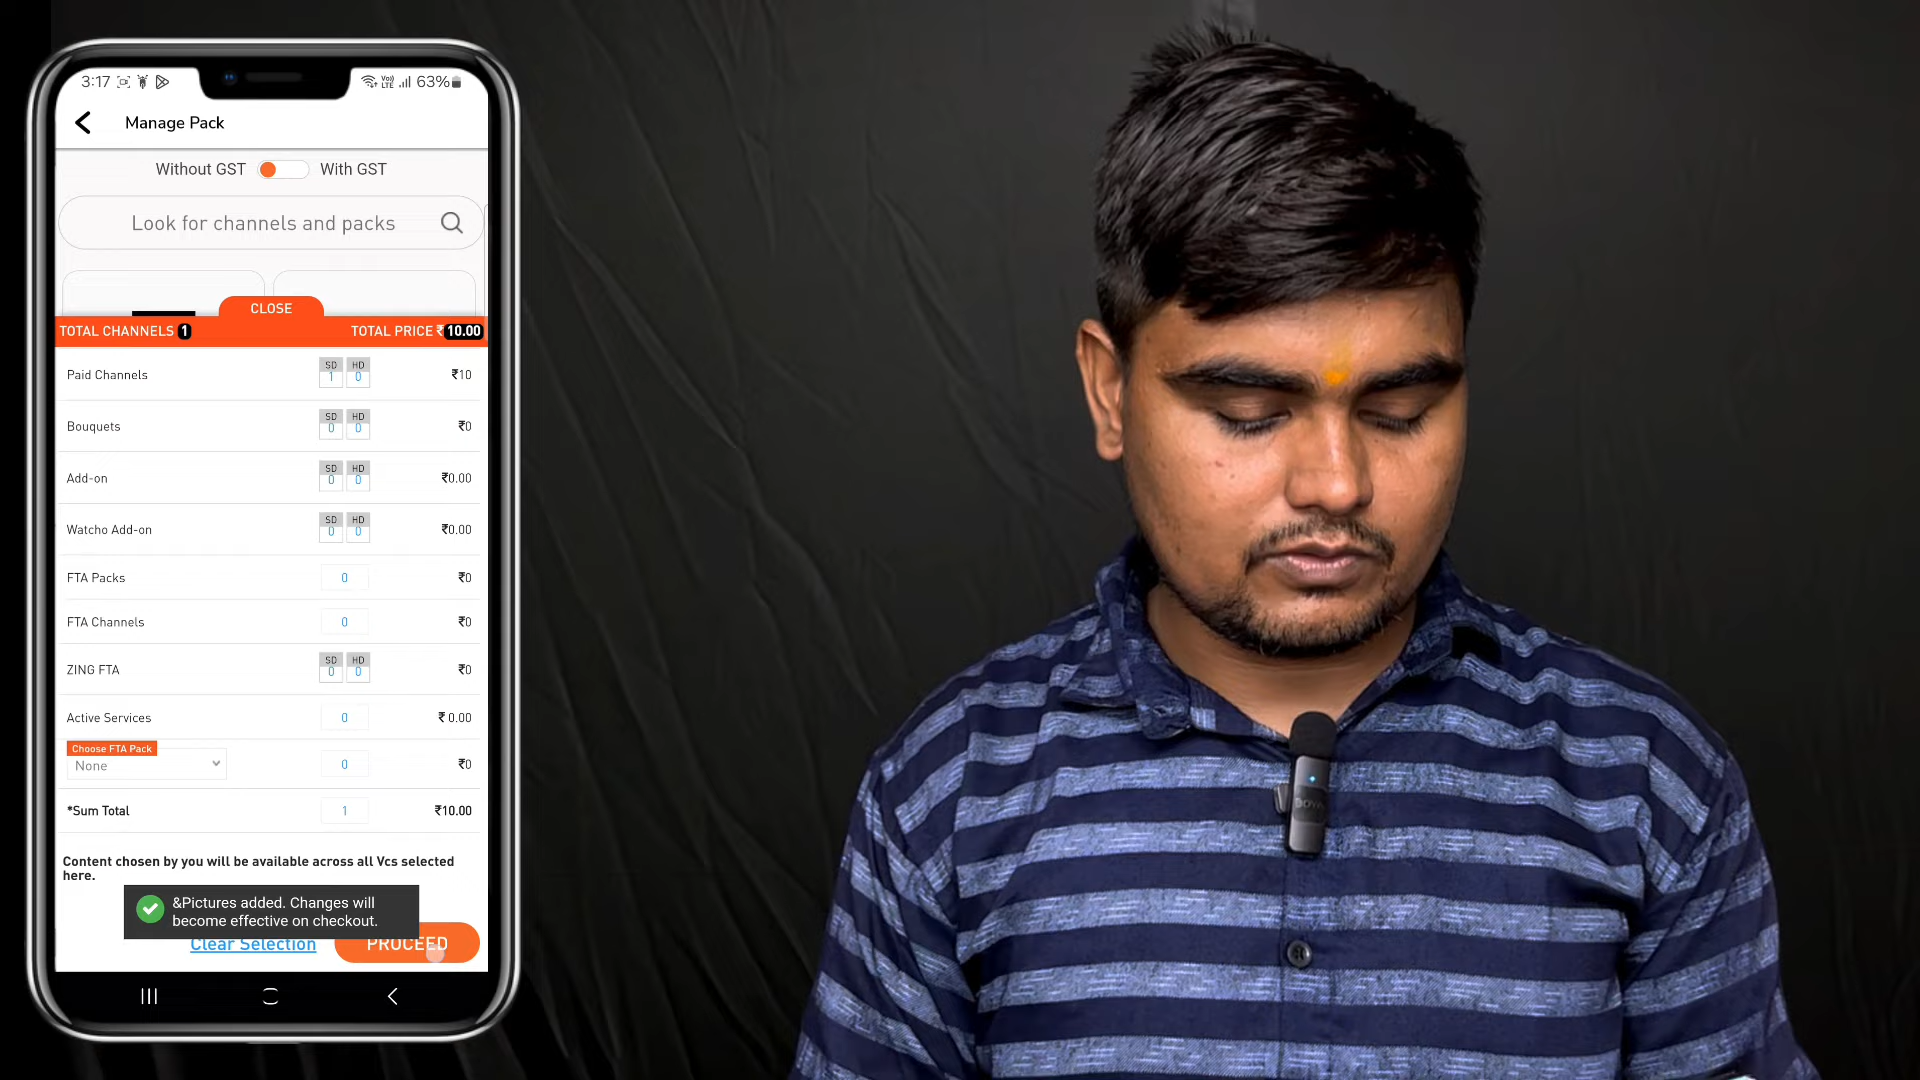 3:17 63%
Manage Pack
Without GST With GST
Look for channels and packs
CLOSE
TOTAL CHANNELS 1 TOTAL PRICE ₹ 10.00
Paid Channels SD 1 HD 0 ₹10
Bouquets SD 0 HD 0 ₹0
Add-on SD 0 HD 0 ₹0.00
Watcho Add-on SD 0 HD 0 ₹0.00
FTA Packs 0 ₹0
FTA Channels 0 ₹0
ZING FTA SD 0 HD 0 ₹0
Active Services 0 ₹ 0.00
Choose FTA Pack
None 0 ₹0
*Sum Total 1 ₹10.00
Content chosen by you will be available across all Vcs selected
here.
&Pictures added. Changes will
become effective on checkout.
Clear Selection PROCEED
BOYA